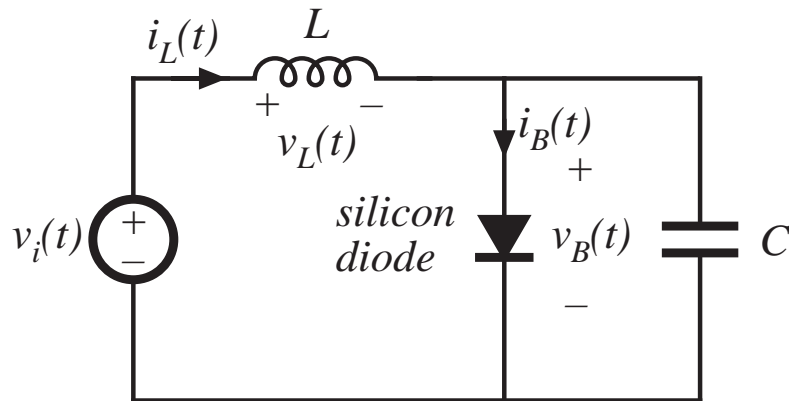 L
i_L(t)
+ −
v_L(t)
i_B(t)
+
+
−
v_i(t)
silicon
diode
v_B(t)
−
C